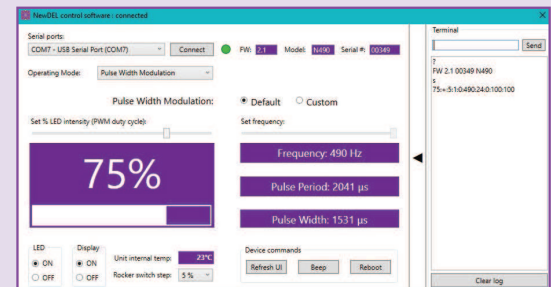 NewDEL control software : connected
Serial ports:
COM7 - USB Serial Port (COM7)
Connect
FW: 2.1 Model: N490 Serial #: 00349
Operating Mode: Pulse Width Modulation
Pulse Width Modulation:
Default
Custom
Set % LED intensity (PWM duty cycle):
Set frequency:
75%
Frequency: 490 Hz
Pulse Period: 2041 µs
Pulse Width: 1531 µs
LED
ON
OFF
Display
ON
OFF
Unit internal temp: 23°C
Rocker switch step: 5 %
Device commands
Refresh UI
Beep
Reboot
Terminal
Send
?
FW 2.1 00349 N490
s
75:+:5:1:0:490:24:0:100:100
Clear log